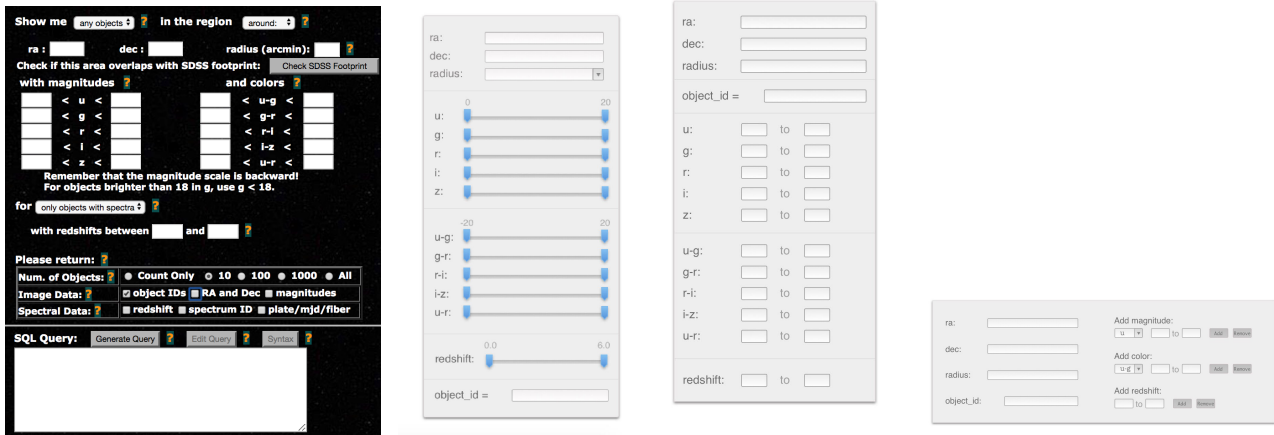 Show me any objects ? in the region around: ?
ra : dec : radius (arcmin): ?
Check if this area overlaps with SDSS footprint: Check SDSS Footprint
with magnitudes ? and colors ?
< u < < u-g <
< g < < g-r <
< r < < r-i <
< i < < i-z <
< z < < u-r <
Remember that the magnitude scale is backward!
For objects brighter than 18 in g, use g < 18.
for only objects with spectra ?
with redshifts between and ?
Please return: ?
Num. of Objects: ? Count Only 10 100 1000 All
Image Data: ? object IDs RA and Dec magnitudes
Spectral Data: ? redshift spectrum ID plate/mjd/fiber
SQL Query: Generate Query ? Edit Query ? Syntax ?
ra:
dec:
radius:
0 20
u:
g:
r:
i:
z:
-20 20
u-g:
g-r:
r-i:
i-z:
u-r:
0.0 6.0
redshift:
object_id =
ra:
dec:
radius:
object_id =
u: to
g: to
r: to
i: to
z: to
u-g: to
g-r: to
r-i: to
i-z: to
u-r: to
redshift: to
ra:
dec:
radius:
object_id:
Add magnitude:
u to Add Remove
Add color:
u-g to Add Remove
Add redshift:
to Add Remove